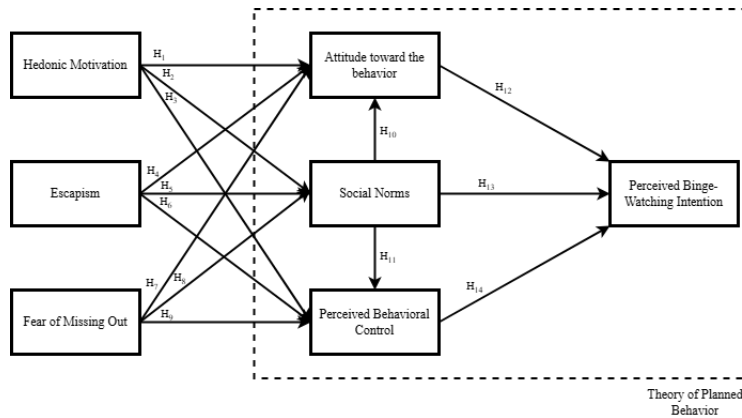 H1
Hedonic Motivation
H2
H3
Attitude toward the
behavior
H12
H10
H4
Escapism
H5
H6
Social Norms
H13
Perceived Binge-
Watching Intention
H11
H7
H8
Fear of Missing Out
H9
Perceived Behavioral
Control
H14
Theory of Planned
Behavior